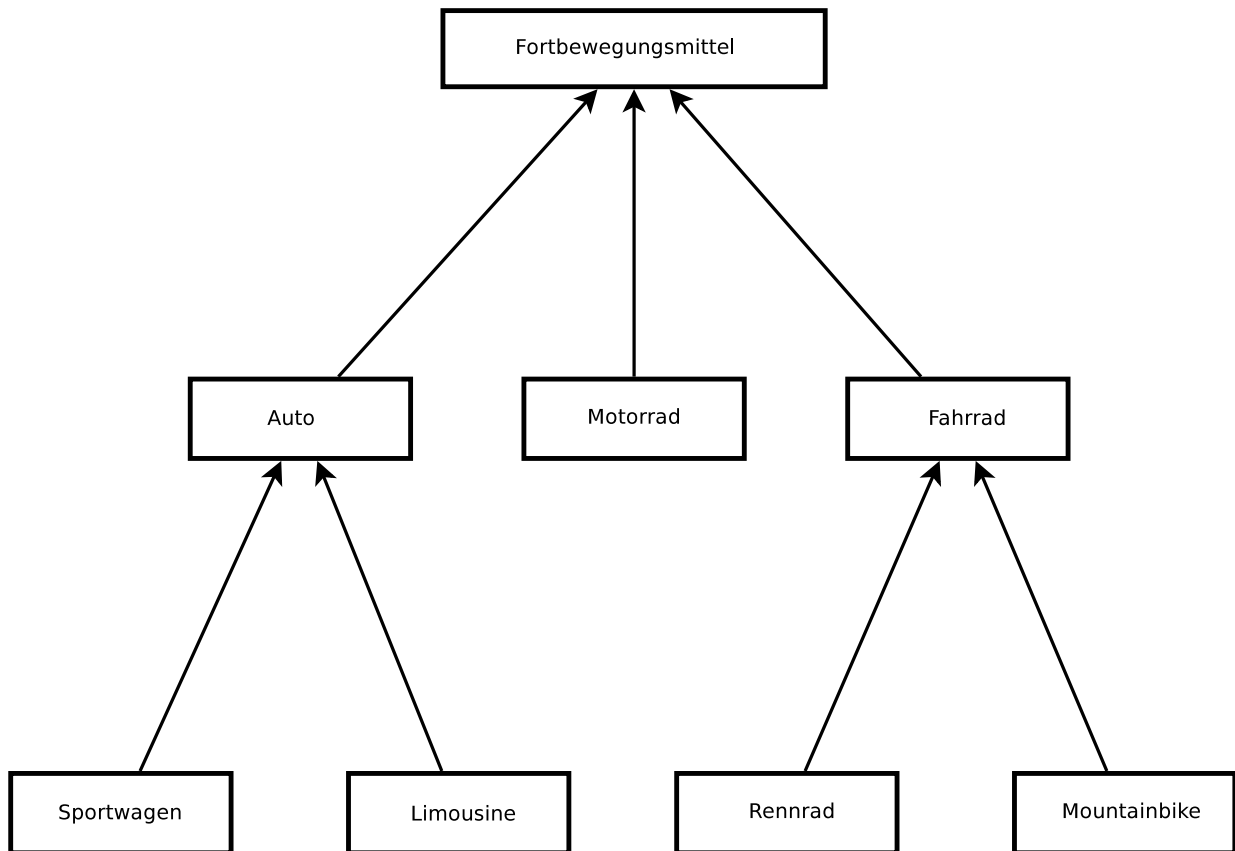 Fortbewegungsmittel
Auto
Motorrad
Fahrrad
Sportwagen
Limousine
Rennrad
Mountainbike